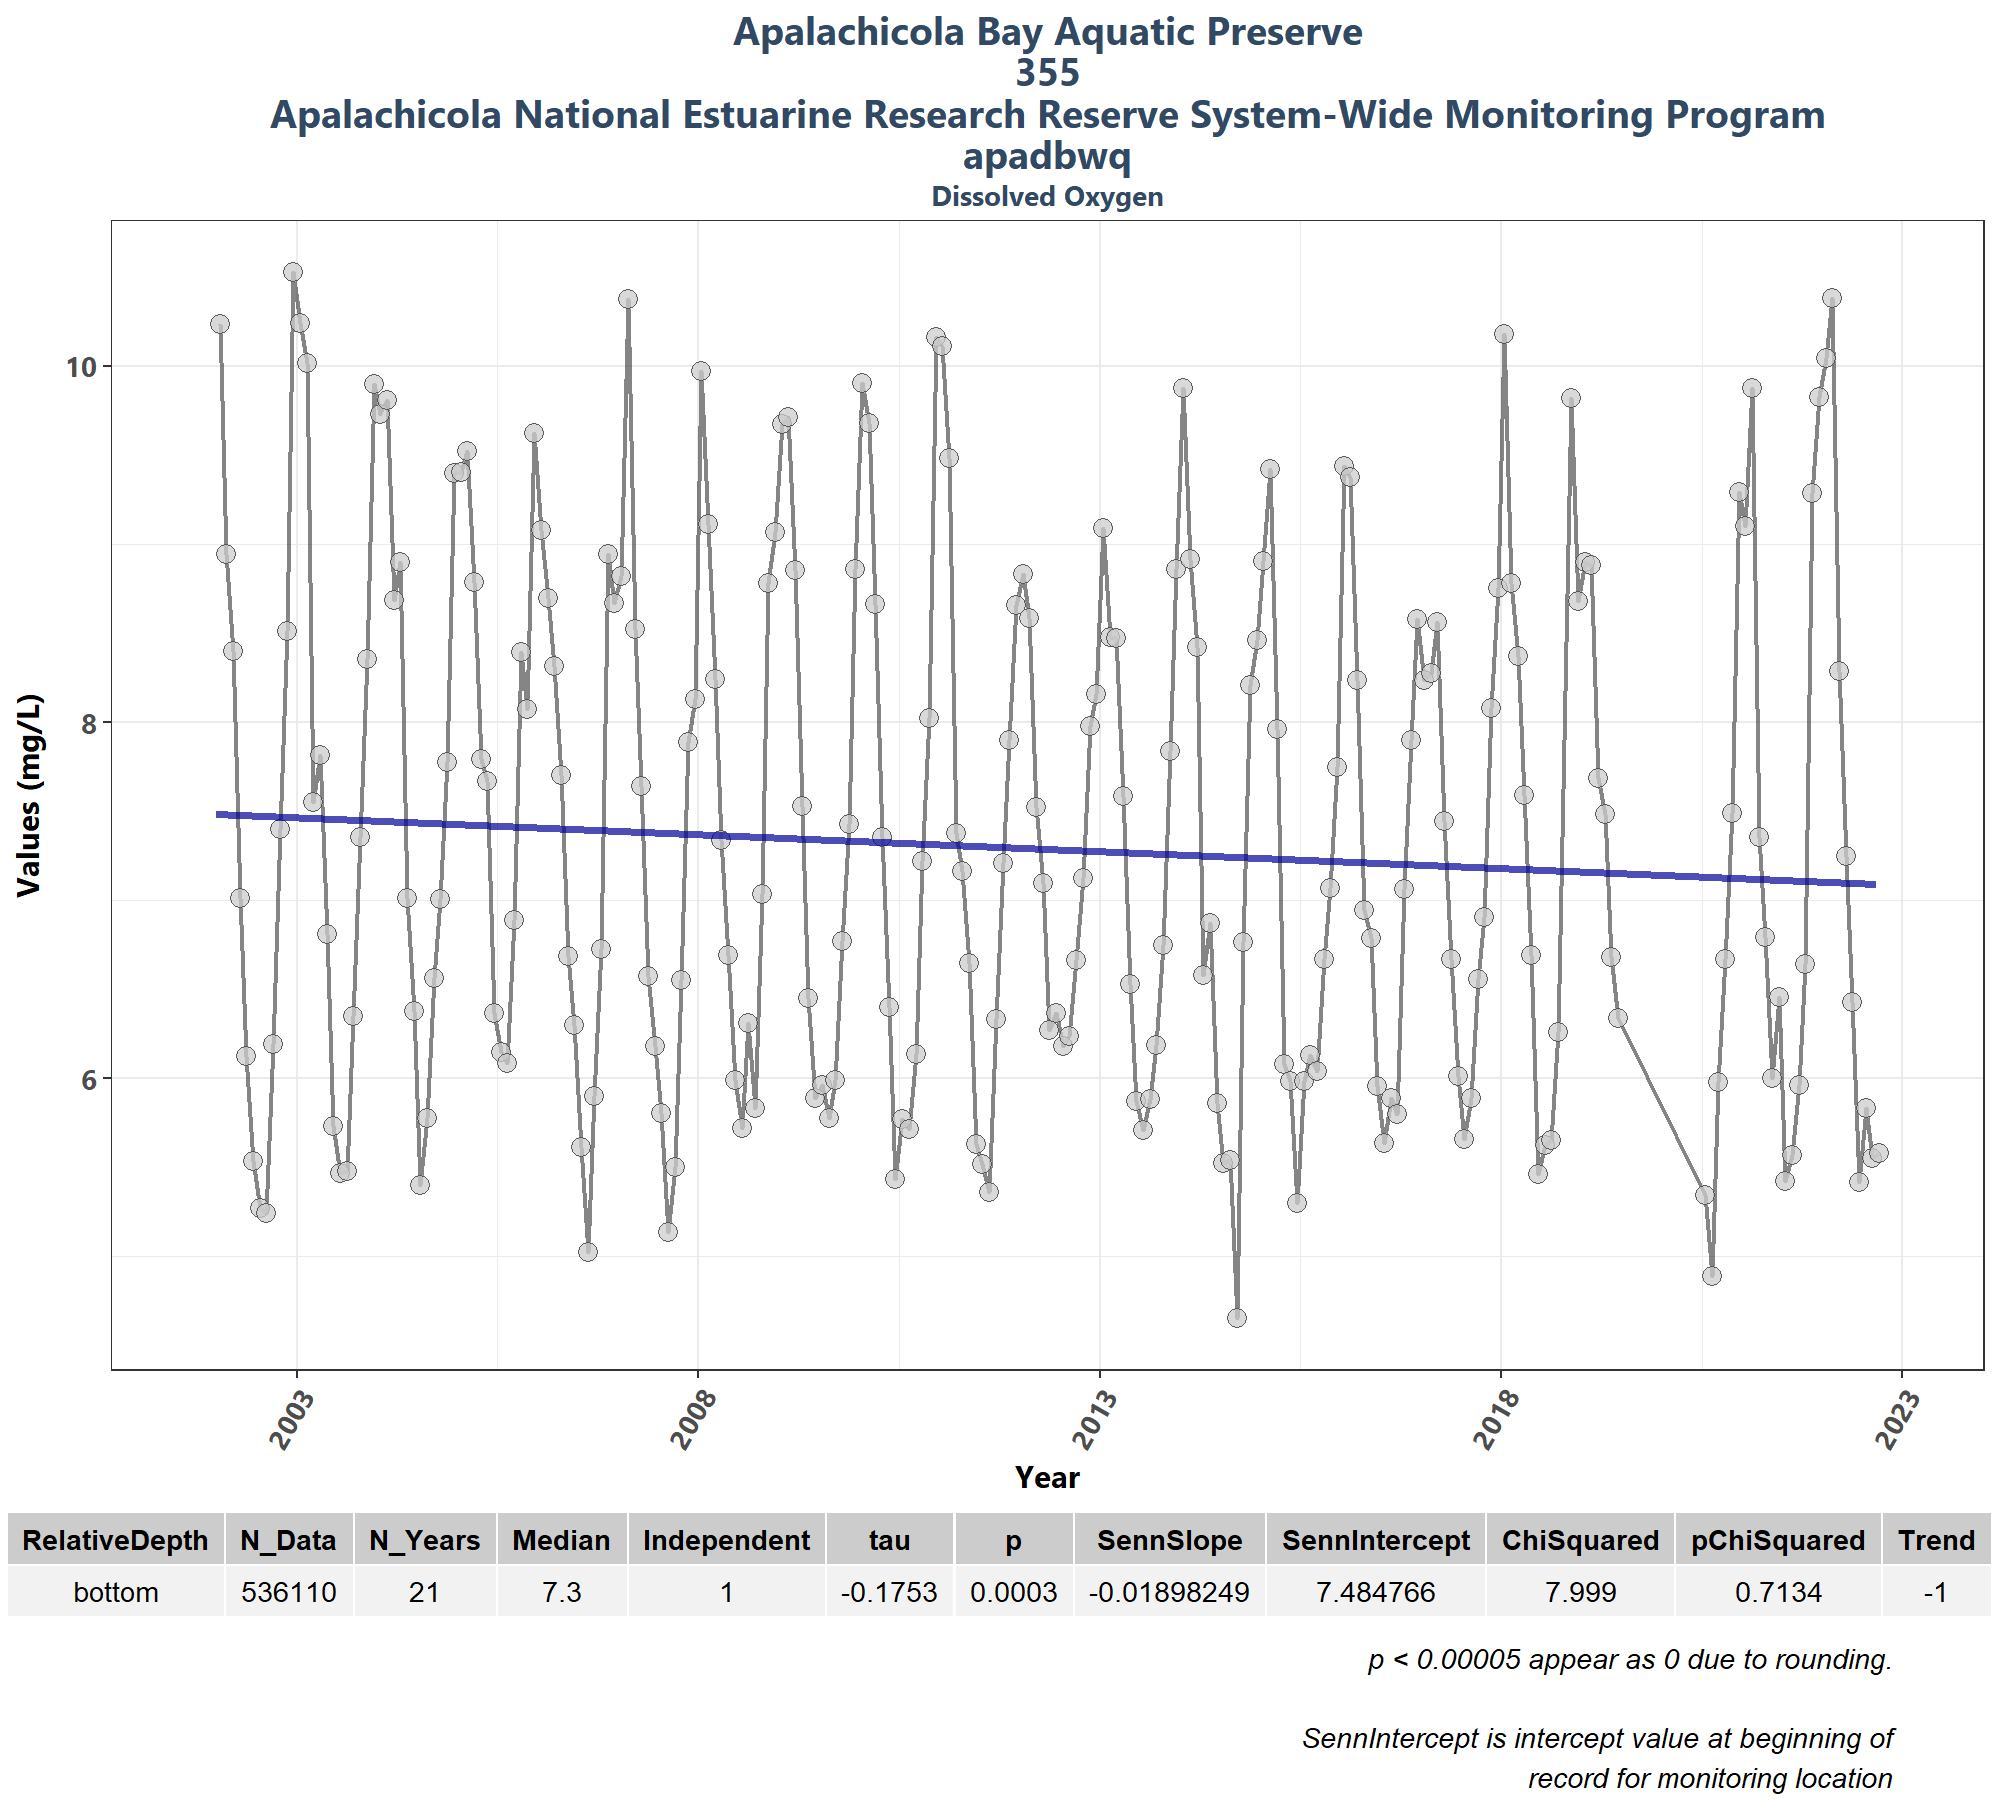 Apalachicola Bay Aquatic Preserve
355
Apalachicola National Estuarine Research Reserve System-Wide Monitoring Program
apadbwq
Dissolved Oxygen
Values (mg/L)
10
8
6
2003 2008 2013 2018 2023
Year
RelativeDepth N_Data N_Years Median Independent tau p SennSlope SennIntercept ChiSquared pChiSquared Trend
bottom 536110 21 7.3 1 -0.1753 0.0003 -0.01898249 7.484766 7.999 0.7134 -1
p < 0.00005 appear as 0 due to rounding.
SennIntercept is intercept value at beginning of
record for monitoring location